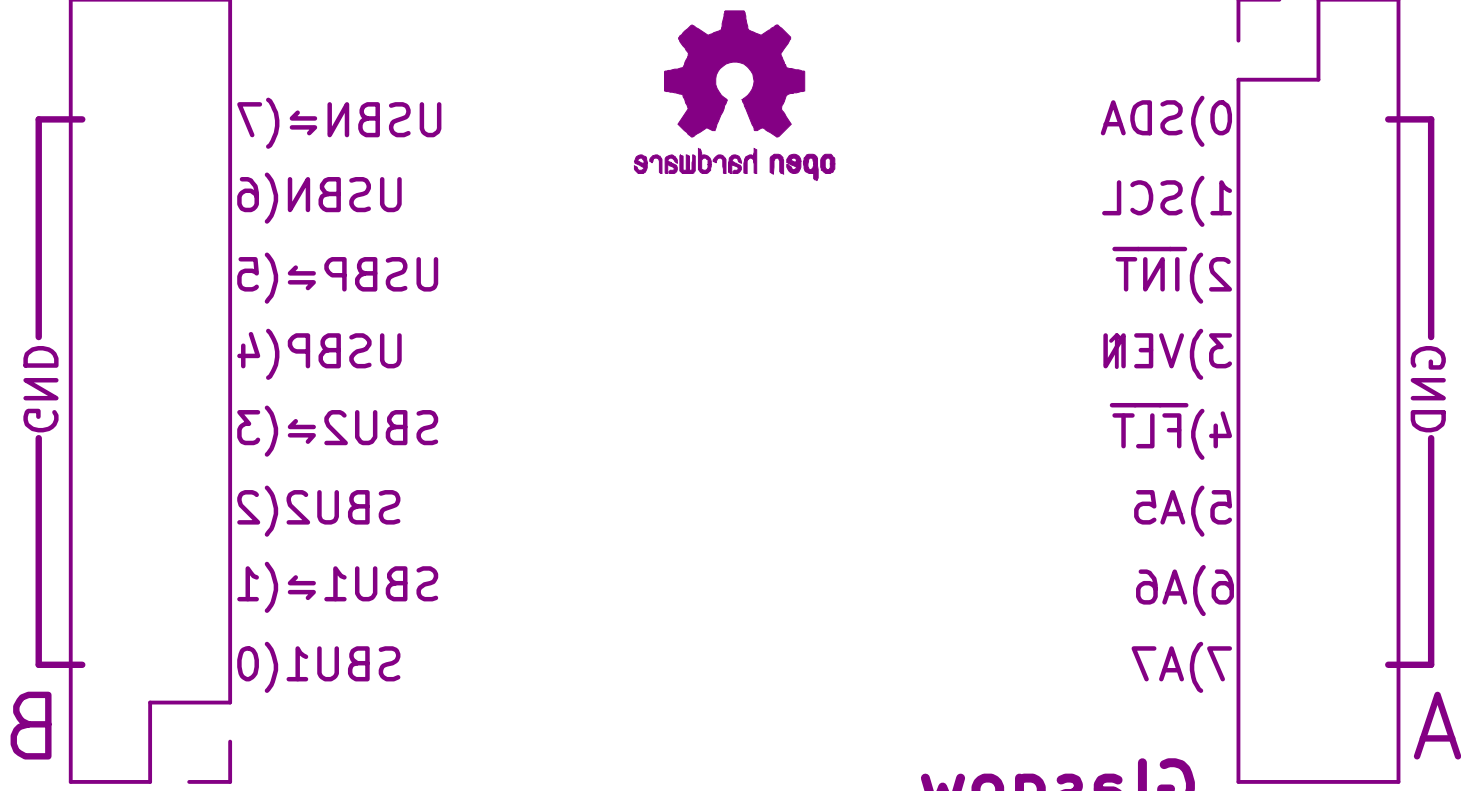 open hardware
USBN⇌(7
USBN(6
USBP⇌(5
USBP(4
SBU2⇌(3
SBU2(2
SBU1⇌(1
SBU1(0
GND
B
0)SDA
1)SCL
2)INT
3)VEN
4)FLT
5)A5
6)A6
7)A7
GND
A
Glasgow